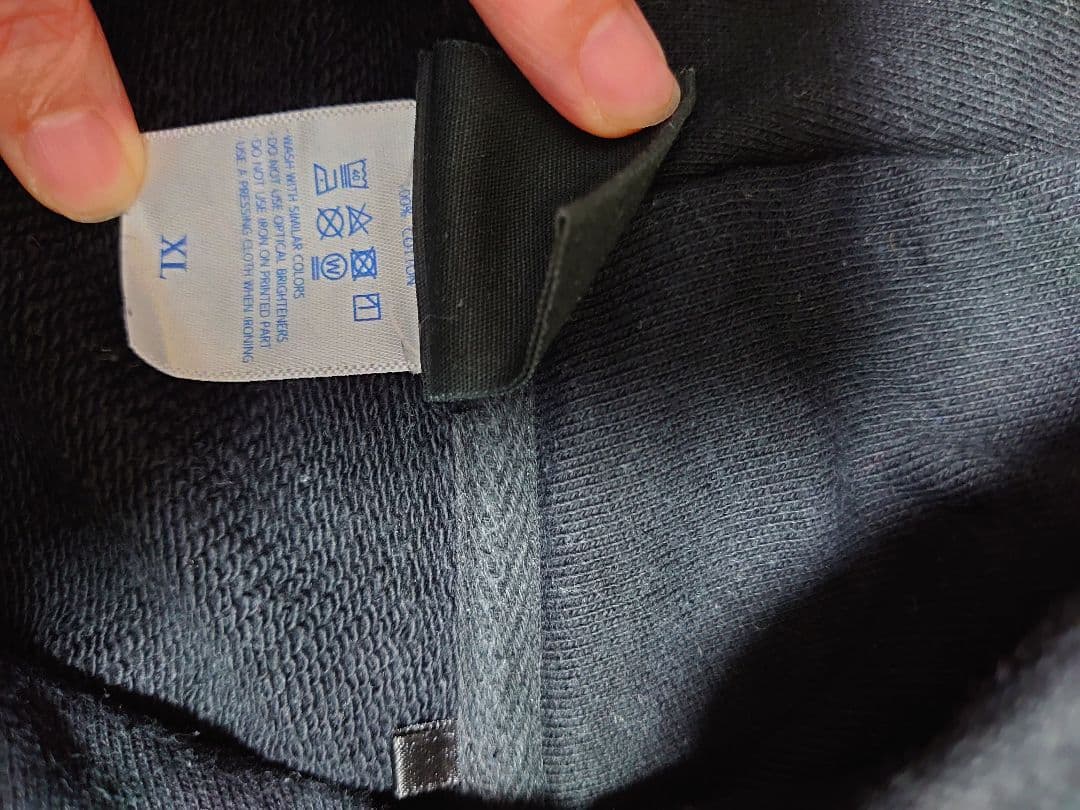 100% COTTON
40
W
·WASH WITH SIMILAR COLORS
·DO NOT USE OPTICAL BRIGHTENERS
·DO NOT USE IRON ON PRINTED PART
·USE A PRESSING CLOTH WHEN IRONING
XL